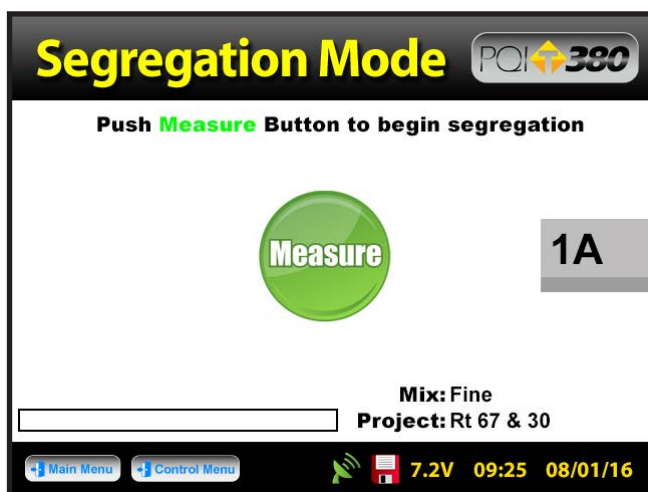 Segregation Mode PQI 380
Push Measure Button to begin segregation
Measure
1A
Mix: Fine
Project: Rt 67 & 30
Main Menu Control Menu 7.2V 09:25 08/01/16